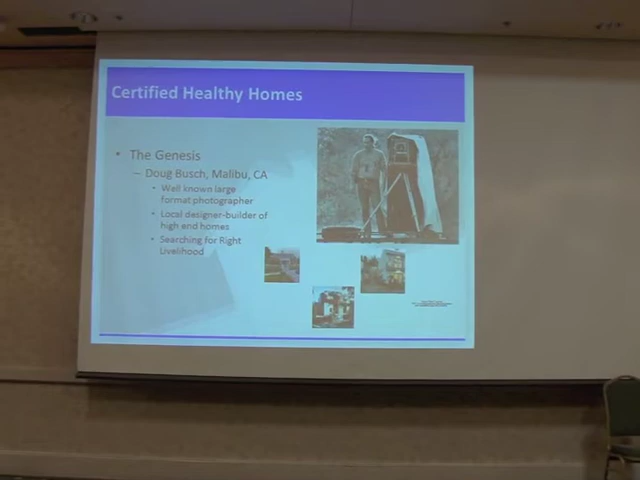 Certified Healthy Homes
• The Genesis
– Doug Busch, Malibu, CA
• Well known large
format photographer
• Local designer-builder of
high end homes
• Searching for Right
Livelihood